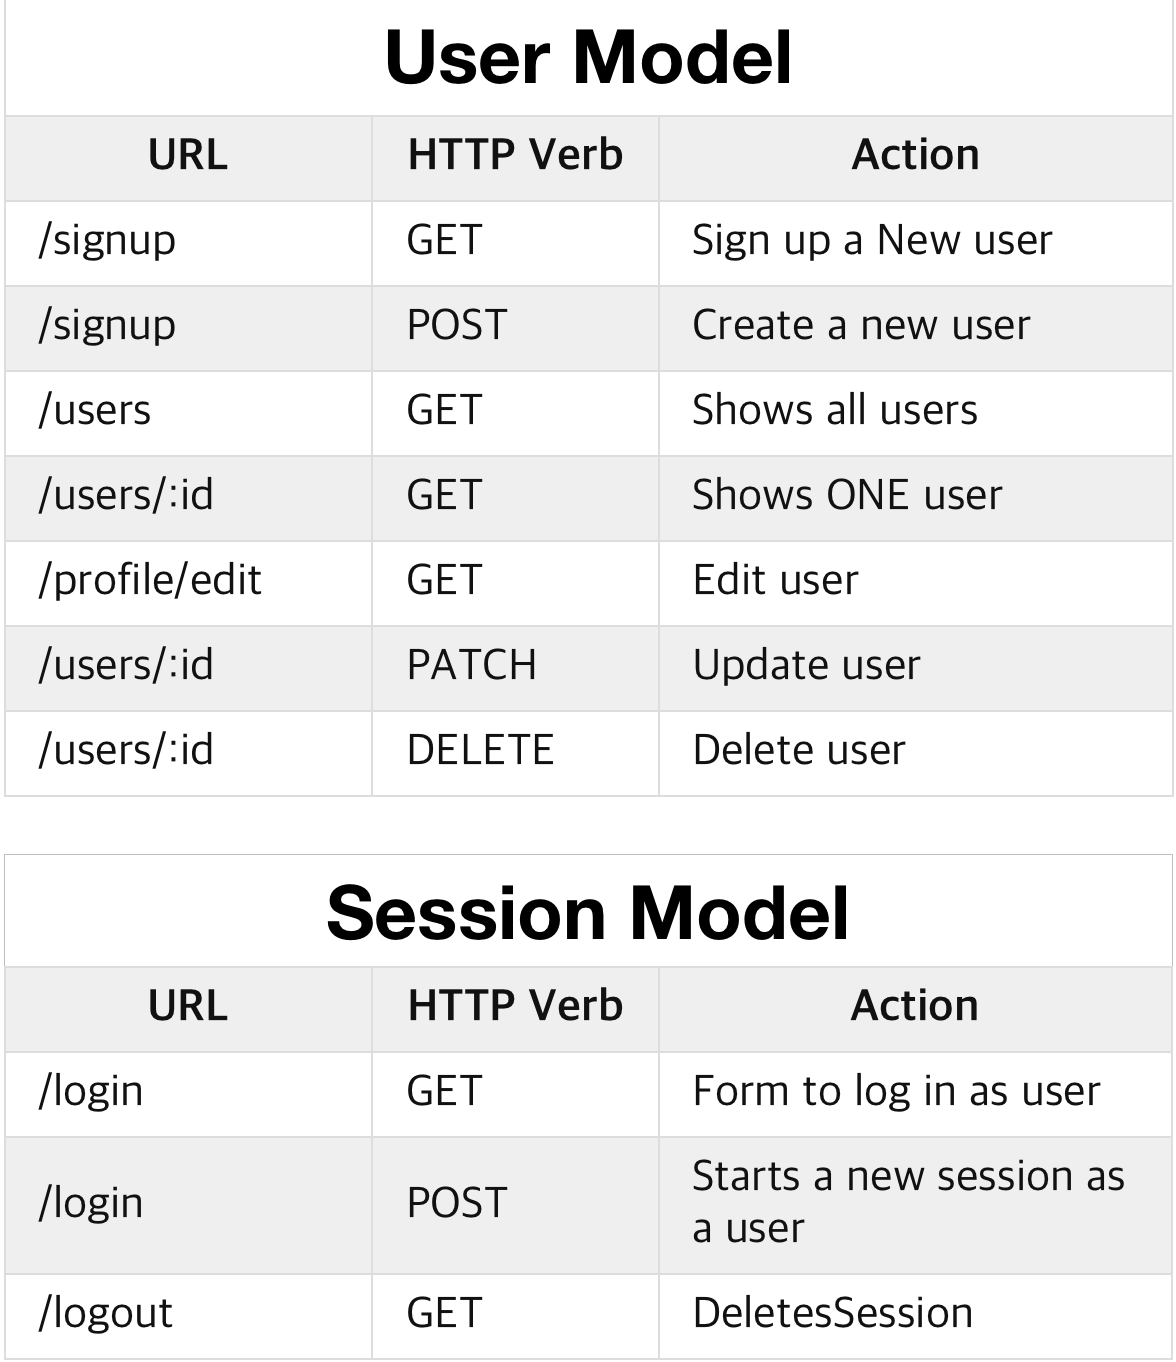 User Model
URL HTTP Verb Action
/signup GET Sign up a New user
/signup POST Create a new user
/users GET Shows all users
/users/:id GET Shows ONE user
/profile/edit GET Edit user
/users/:id PATCH Update user
/users/:id DELETE Delete user
Session Model
URL HTTP Verb Action
/login GET Form to log in as user
/login POST Starts a new session as
a user
/logout GET DeletesSession